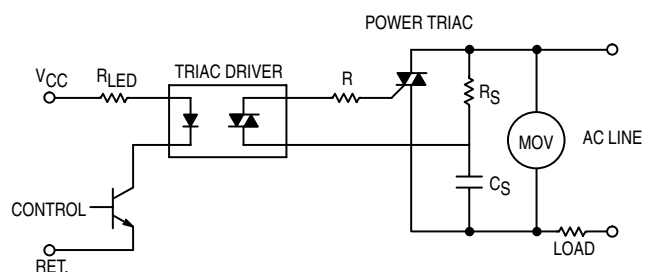 POWER TRIAC
VCC
RLED
TRIAC DRIVER
R
RS
MOV
AC LINE
CS
CONTROL
RET.
LOAD